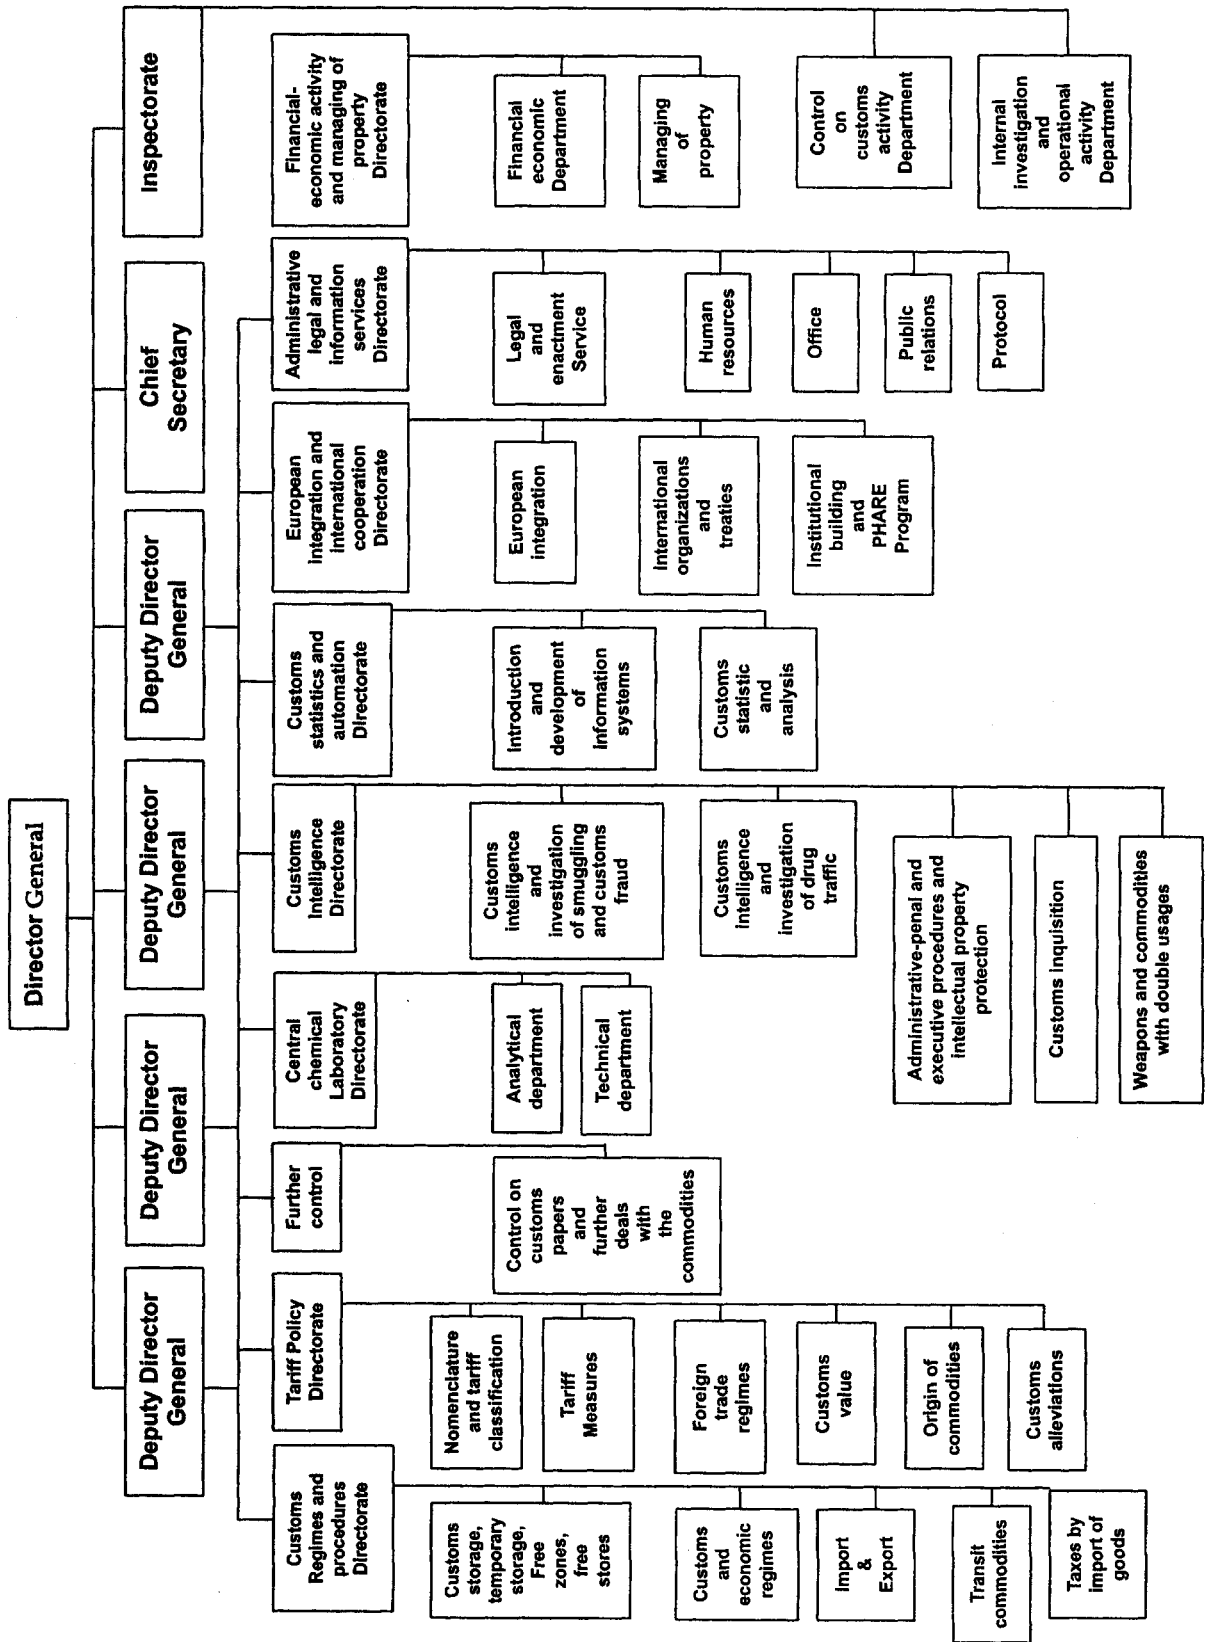 Director General
Deputy Director
General
Deputy Director
General
Deputy Director
General
Deputy Director
General
Chief
Secretary
Inspectorate
Customs
Regimes and
procedures
Directorate
Tariff Policy
Directorate
Further
control
Central
chemical
Laboratory
Directorate
Customs
Intelligence
Directorate
Customs
statistics and
automation
Directorate
European
integration and
international
cooperation
Directorate
Administrative
legal and
information
services
Directorate
Financial-
economic activity
and managing of
property
Directorate
Customs
storage,
temporary
storage,
Free
zones,
free
stores
Customs
and
economic
regimes
Import
&
Export
Transit
commodities
Taxes by
import of
goods
Nomenclature
and tariff
classification
Tariff
Measures
Foreign
trade
regimes
Customs
value
Origin of
commodities
Customs
alleviations
Control on
customs
papers
and
further
deals
with
the
commodities
Analytical
department
Technical
department
Customs
intelligence
and
investigation
of smuggling
and customs
fraud
Customs
intelligence
and
investigation
of drug
traffic
Administrative-penal and
executive procedures and
intellectual property
protection
Customs inquisition
Weapons and commodities
with double usages
Introduction
and
development
of
information
systems
Customs
statistic
and
analysis
European
integration
International
organizations
and
treaties
Institutional
building
and
PHARE
Program
Legal
and
enactment
Service
Human
resources
Office
Public
relations
Protocol
Financial
economic
Department
Managing
of
property
Control
on
customs
activity
Department
Internal
investigation
and
operational
activity
Department